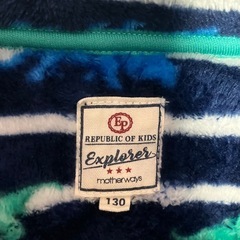 EP
REPUBLIC OF KIDS
Explorer
motherways
130